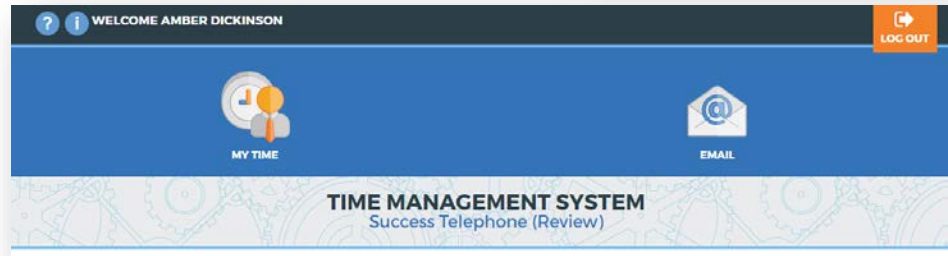 ? i WELCOME AMBER DICKINSON
LOG OUT
MY TIME
@ EMAIL
TIME MANAGEMENT SYSTEM
Success Telephone (Review)